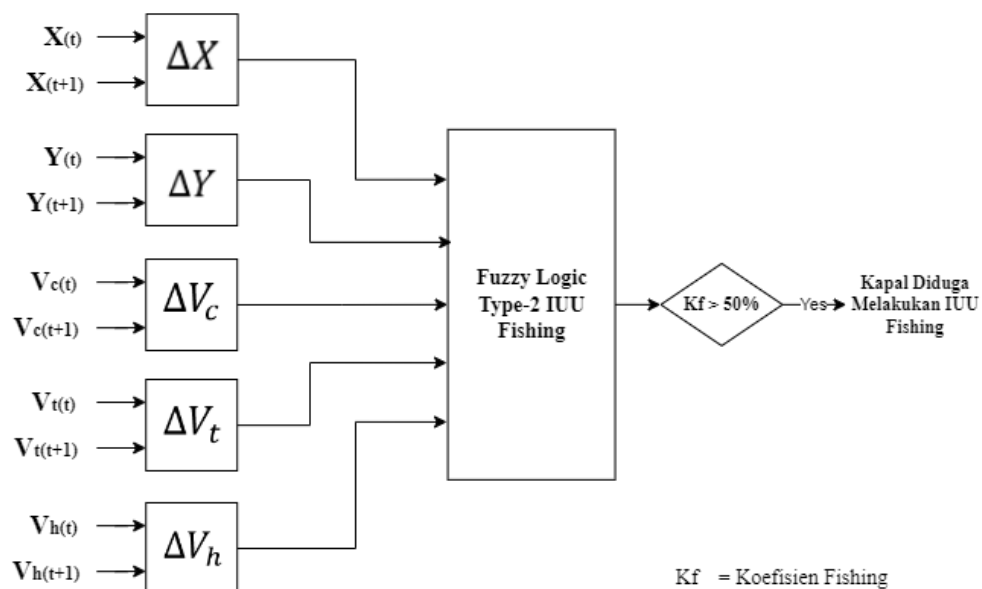 X(t)
X(t+1)
ΔX
Y(t)
Y(t+1)
ΔY
Vc(t)
Vc(t+1)
ΔVc
Vt(t)
Vt(t+1)
ΔVt
Vh(t)
Vh(t+1)
ΔVh
Fuzzy Logic
Type-2 IUU
Fishing
Kf > 50%
Yes
Kapal Diduga
Melakukan IUU
Fishing
Kf = Koefisien Fishing